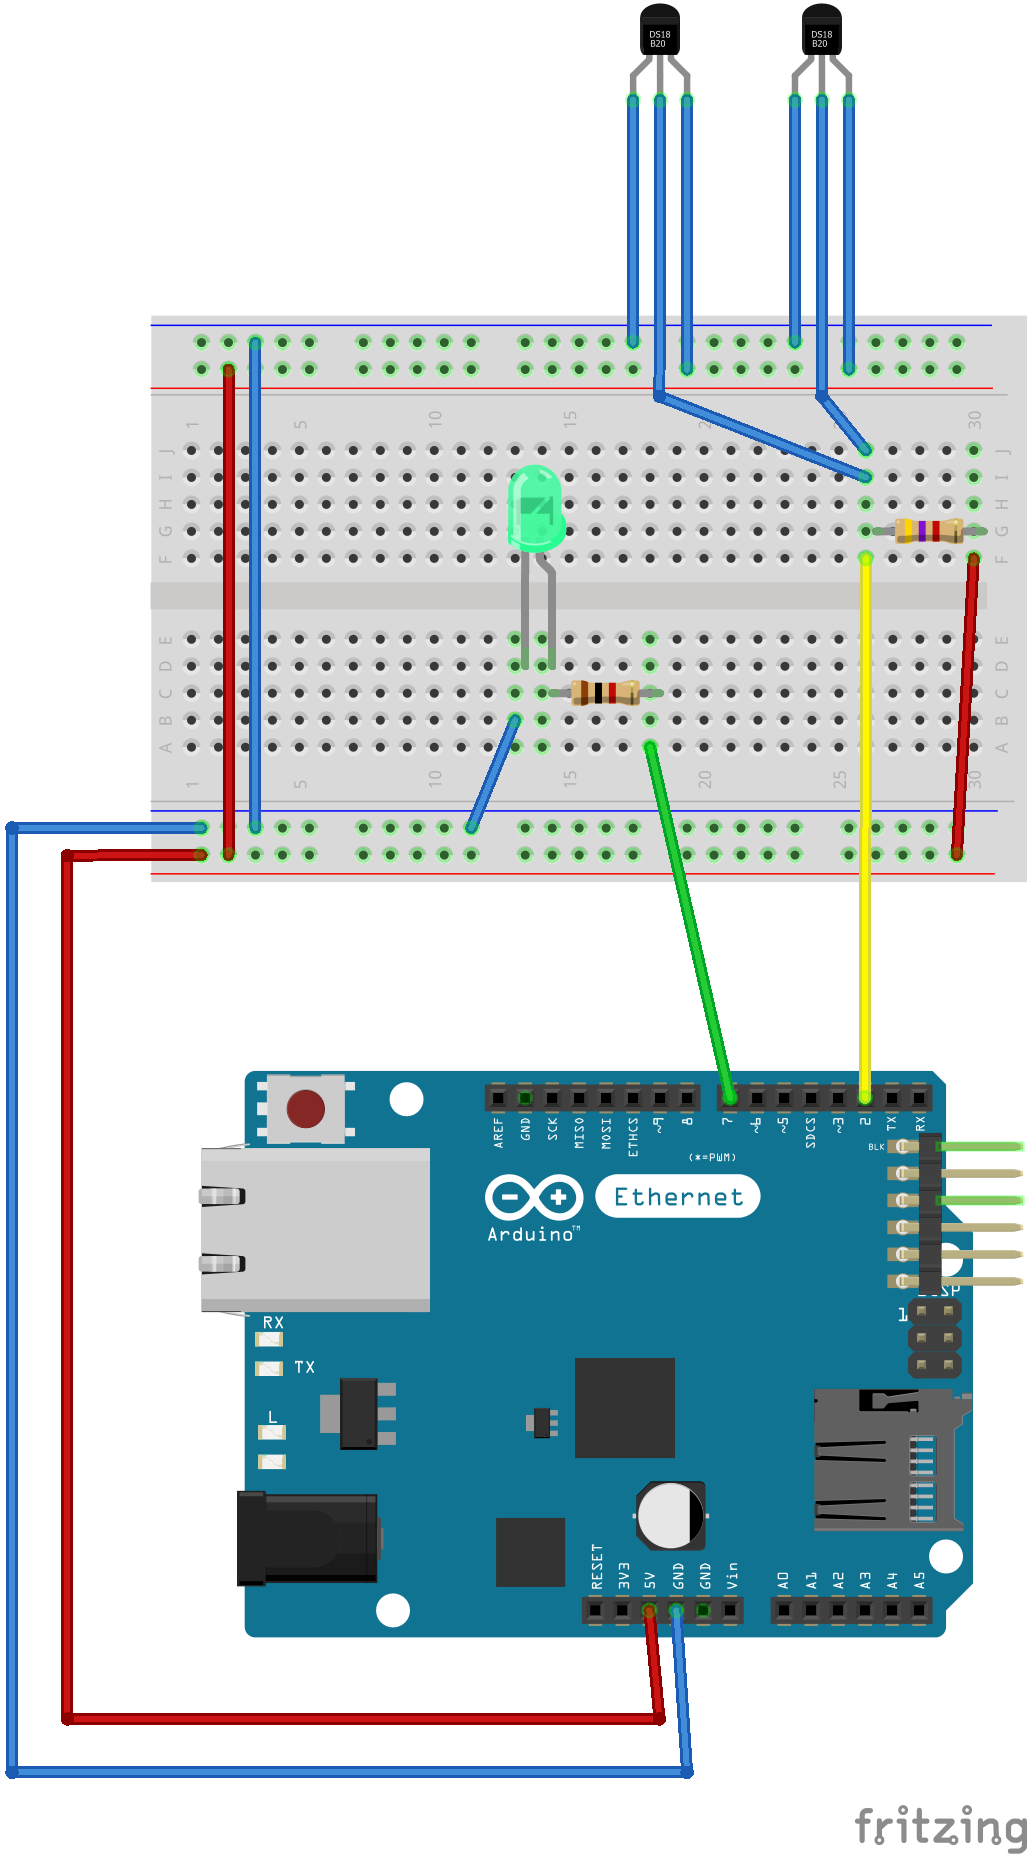 DS18 DS18
B20 B20
1 5 10 15 20 25 30
J J
I I
H H
G G
F F
E E
D D
C C
B B
A A
1 5 10 15 20 25 30
AREF GND SCK MISO MOSI ETHCS ~9 8 7 ~6 ~5 SDCS ~3 2 TX RX
BLK
(*=PWM)
Ethernet
Arduino™
RX
1
TX
L
RESET 3V3 5V GND GND Vin A0 A1 A2 A3 A4 A5
fritzing